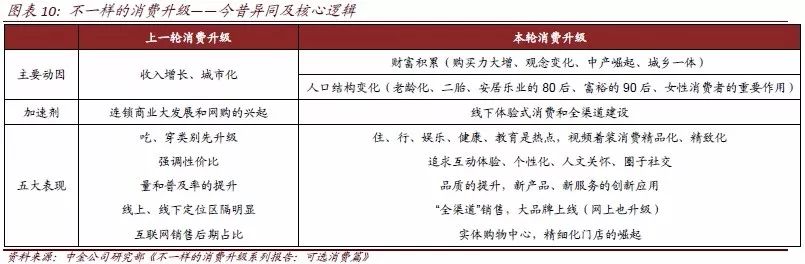 图表 10：不一样的消费升级——今昔异同及核心逻辑
上一轮消费升级 本轮消费升级
主要动因 收入增长、城市化 财富积累（购买力大增、观念变化、中产崛起、城乡一体）
人口结构变化（老龄化、二胎、安居乐业的 80 后、富裕的 90 后、女性消费者的重要作用）
加速剂 连锁商业大发展和网购的兴起 线下体验式消费和全渠道建设
五大表现
吃、穿类别先升级 住、行、娱乐、健康、教育是热点，视频着装消费精品化、精致化
强调性价比 追求互动体验、个性化、人文关怀、圈子社交
量和普及率的提升 品质的提升，新产品、新服务的创新应用
线上、线下定位区隔明显 “全渠道”销售，大品牌上线（网上也升级）
互联网销售后期占比 实体购物中心，精细化门店的崛起
资料来源：中金公司研究部《不一样的消费升级系列报告：可选消费篇》